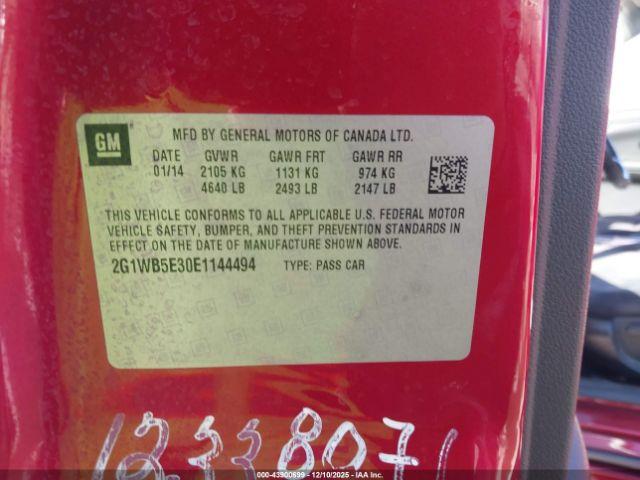 GM
MFD BY GENERAL MOTORS OF CANADA LTD.
DATE GVWR GAWR FRT GAWR RR
01/14 2105 KG 1131 KG 974 KG
4640 LB 2493 LB 2147 LB
THIS VEHICLE CONFORMS TO ALL APPLICABLE U.S. FEDERAL MOTOR
VEHICLE SAFETY, BUMPER, AND THEFT PREVENTION STANDARDS IN
EFFECT ON THE DATE OF MANUFACTURE SHOWN ABOVE.
2G1WB5E30E1144494 TYPE: PASS CAR
12338071
000-43900699 - 12/10/2025 - IAAI.COM